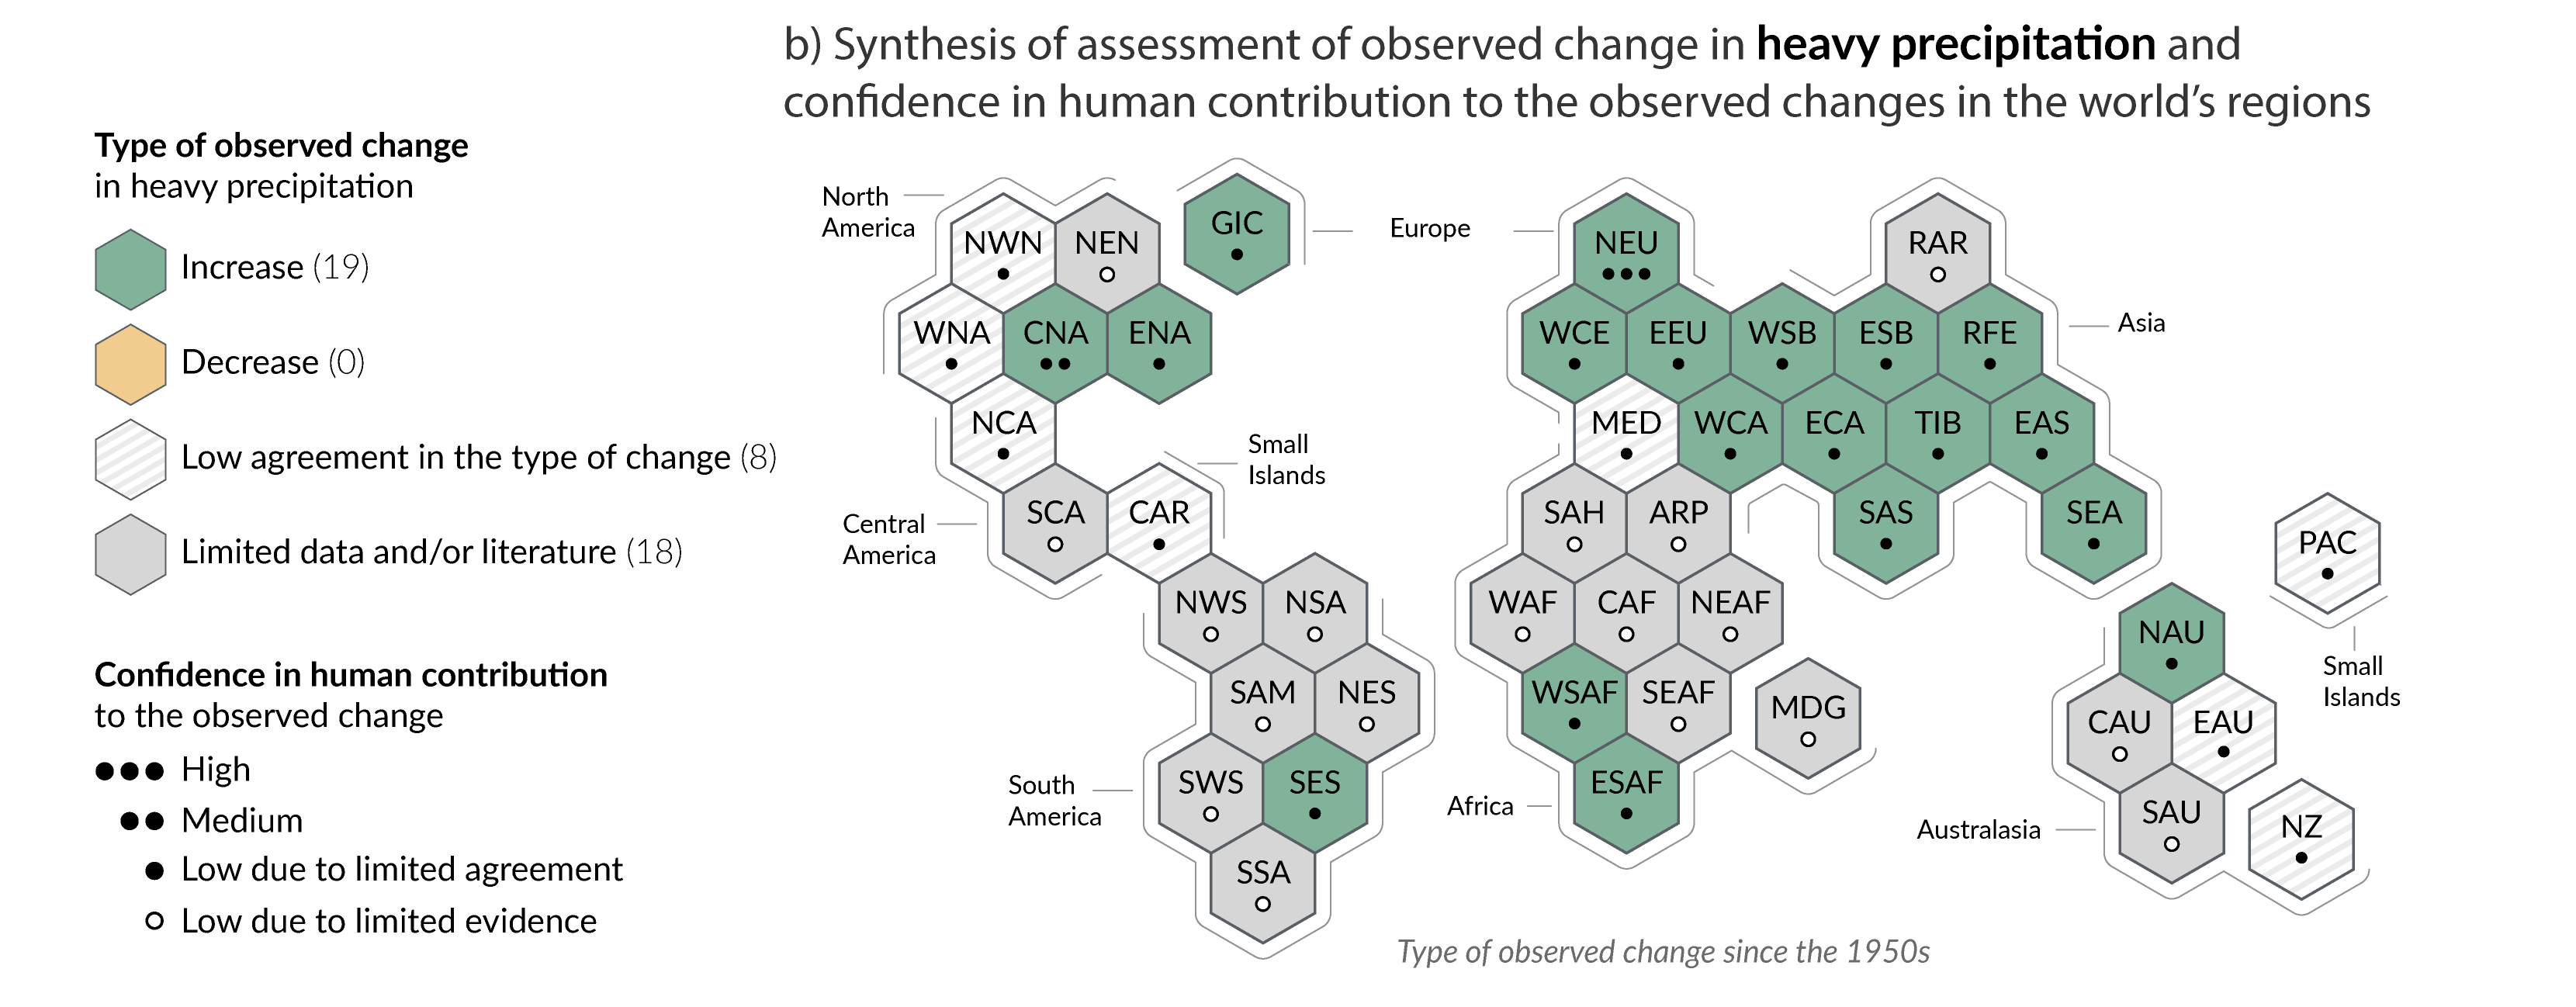 b) Synthesis of assessment of observed change in heavy precipitation and
confidence in human contribution to the observed changes in the world's regions
Type of observed change
in heavy precipitation
Increase (19)
Decrease (0)
Low agreement in the type of change (8)
Limited data and/or literature (18)
Confidence in human contribution
to the observed change
●●● High
●● Medium
● Low due to limited agreement
○ Low due to limited evidence
North
America
GIC
Europe
NWN
NEN
NEU
RAR
WNA
CNA
ENA
WCE
EEU
WSB
ESB
RFE
Asia
NCA
MED
WCA
ECA
TIB
EAS
Small
Islands
SCA
CAR
SAH
ARP
SAS
SEA
PAC
Central
America
NWS
NSA
WAF
CAF
NEAF
NAU
Small
Islands
SAM
NES
WSAF
SEAF
MDG
CAU
EAU
South
America
SWS
SES
Africa
ESAF
Australasia
SAU
NZ
SSA
Type of observed change since the 1950s